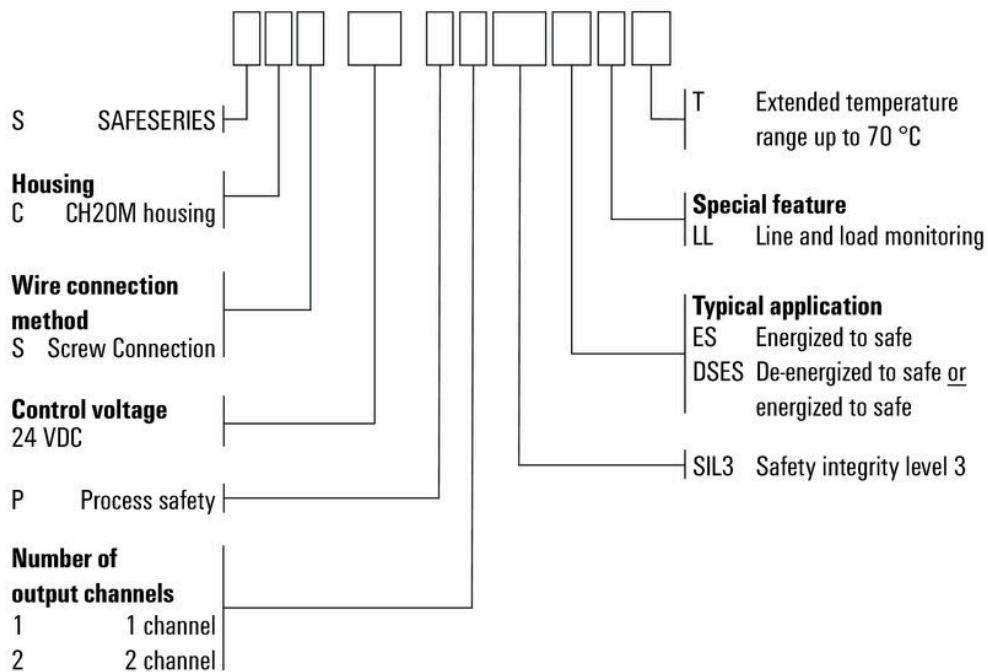 S SAFESERIES
Housing
C CH20M housing
Wire connection
method
S Screw Connection
Control voltage
24 VDC
P Process safety
Number of
output channels
1 1 channel
2 2 channel
T Extended temperature
range up to 70 °C
Special feature
LL Line and load monitoring
Typical application
ES Energized to safe
DSES De-energized to safe or
energized to safe
SIL3 Safety integrity level 3